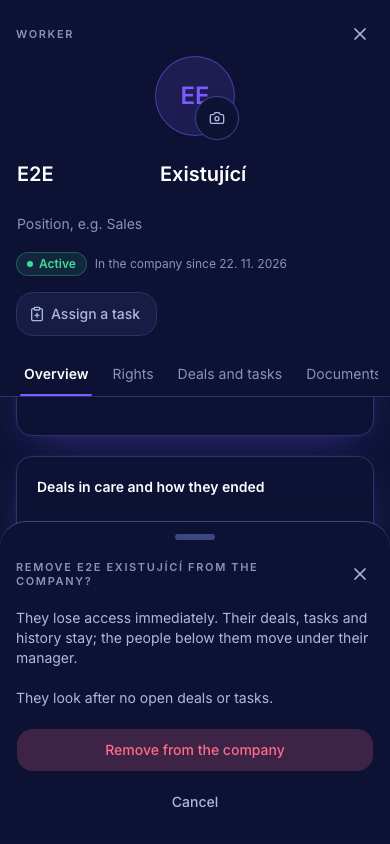 WORKER
EE
E2E Existující
Position, e.g. Sales
Active In the company since 22. 11. 2026
Assign a task
Overview Rights Deals and tasks Documents
Deals in care and how they ended
REMOVE E2E EXISTUJÍCÍ FROM THE
COMPANY?
They lose access immediately. Their deals, tasks and
history stay; the people below them move under their
manager.
They look after no open deals or tasks.
Remove from the company
Cancel